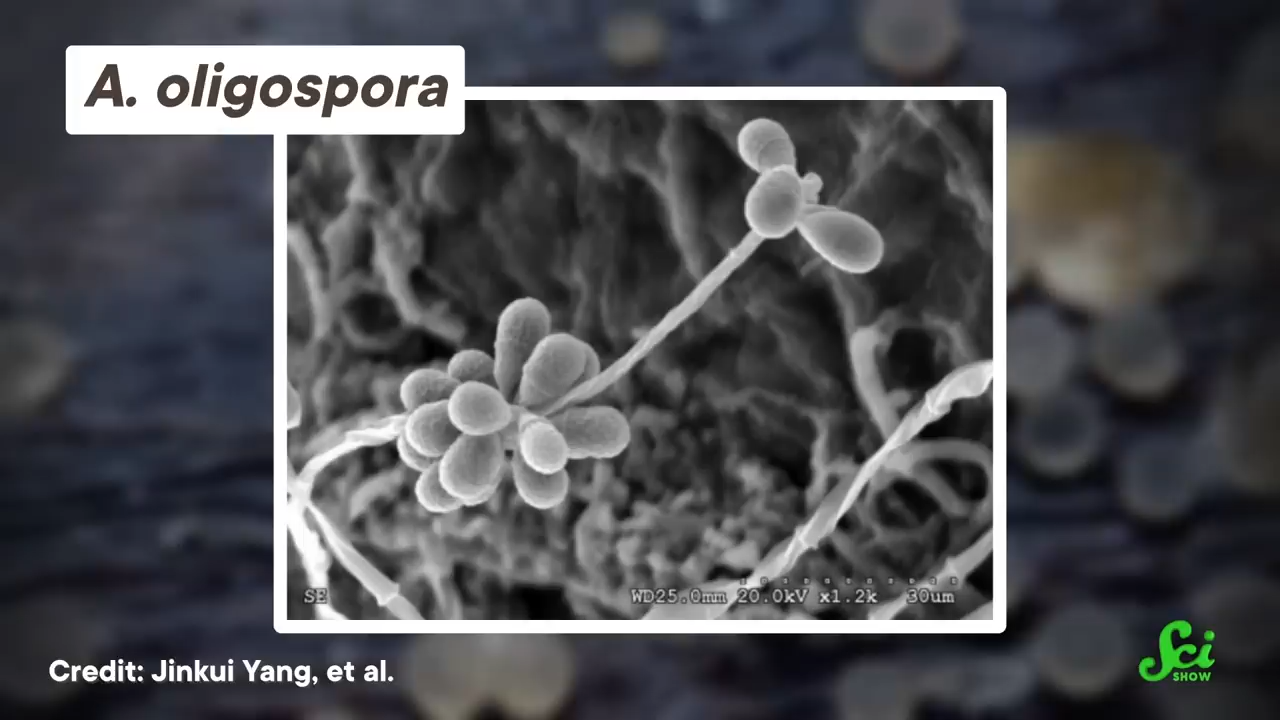 A. oligospora
SE
WD25.0mm 20.0kV x1.2k 30um
Credit: Jinkui Yang, et al.
Sci
SHOW